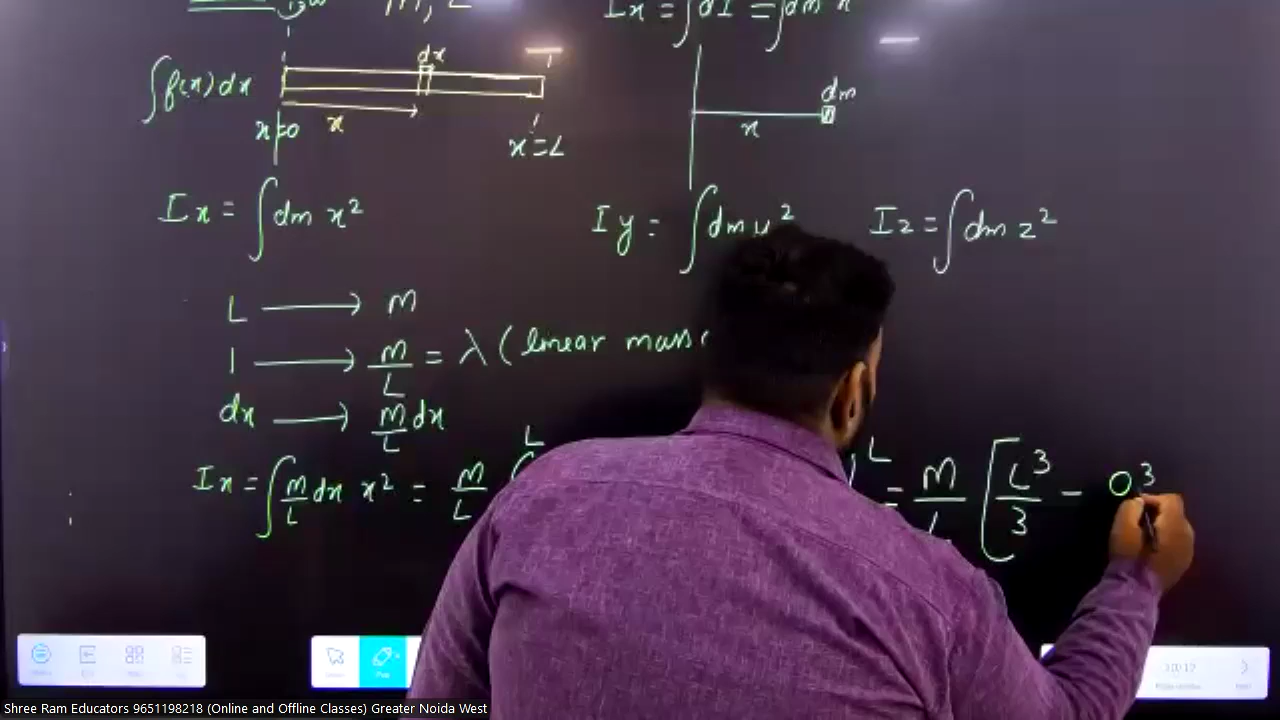 M, L
Ix = ∫dI = ∫dm x
∫f(x)dx
dx
x=0
x
x=L
dm
x
Ix = ∫dm x²
Iy = ∫dm y²
Iz = ∫dm z²
L ⟶ m
1 ⟶ m/L = λ (linear mass
dx ⟶ m/L dx
Ix = ∫ m/L dx x² = m/L ∫ L
L = m/L [L³/3 - 0³
Shree Ram Educators 9651198218 (Online and Offline Classes) Greater Noida West